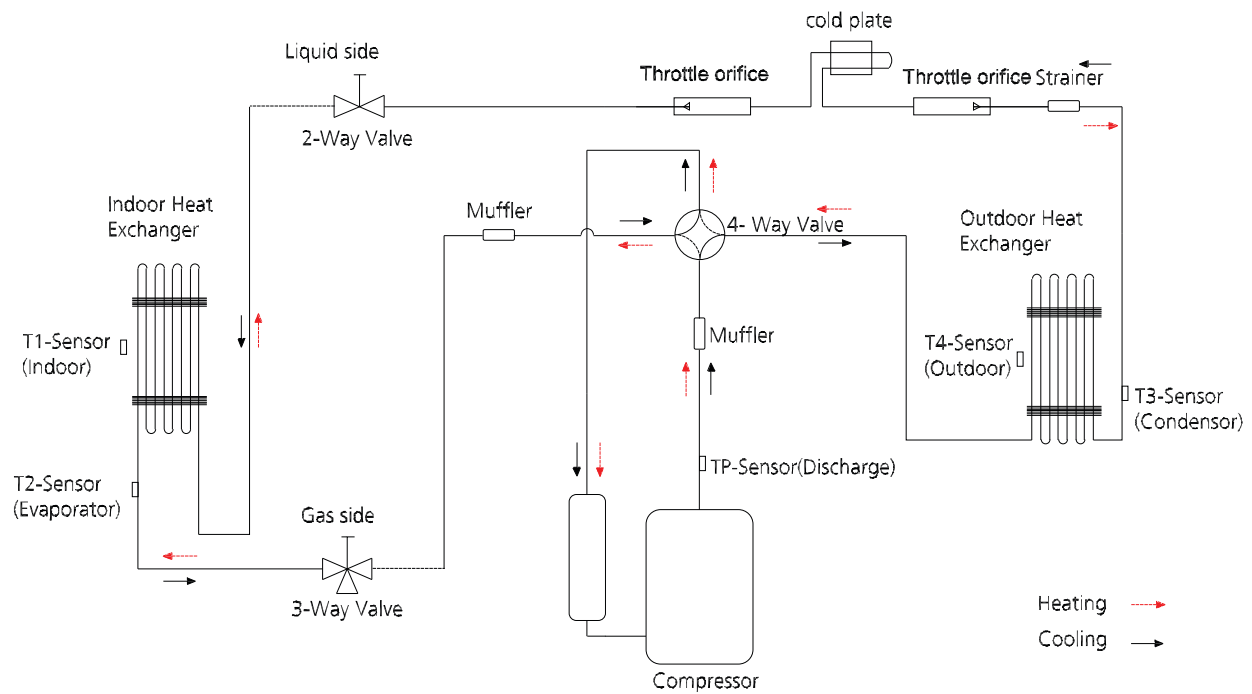 cold plate
Liquid side
Throttle orifice
Throttle orifice Strainer
2-Way Valve
Indoor Heat
Exchanger
Muffler
4- Way Valve
Outdoor Heat
Exchanger
T1-Sensor
(Indoor)
Muffler
T4-Sensor
(Outdoor)
T3-Sensor
(Condensor)
TP-Sensor(Discharge)
T2-Sensor
(Evaporator)
Gas side
3-Way Valve
Heating
Cooling
Compressor